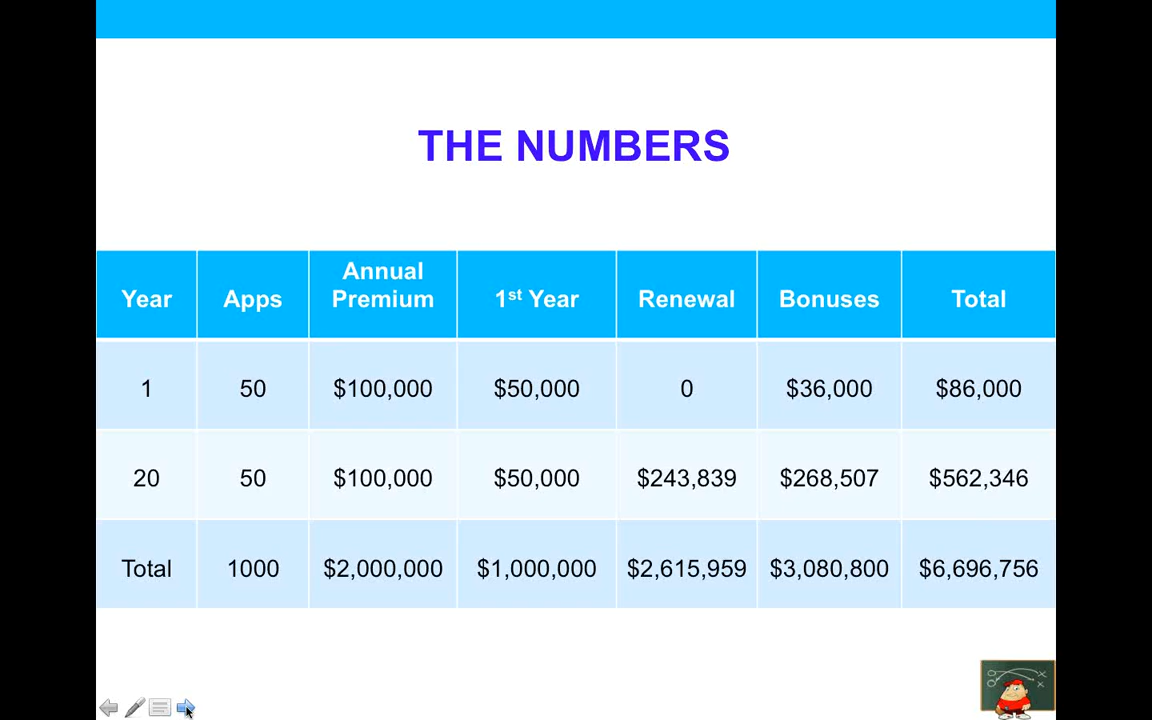 THE NUMBERS
Year Apps Annual Premium 1st Year Renewal Bonuses Total
1 50 $100,000 $50,000 0 $36,000 $86,000
20 50 $100,000 $50,000 $243,839 $268,507 $562,346
Total 1000 $2,000,000 $1,000,000 $2,615,959 $3,080,800 $6,696,756